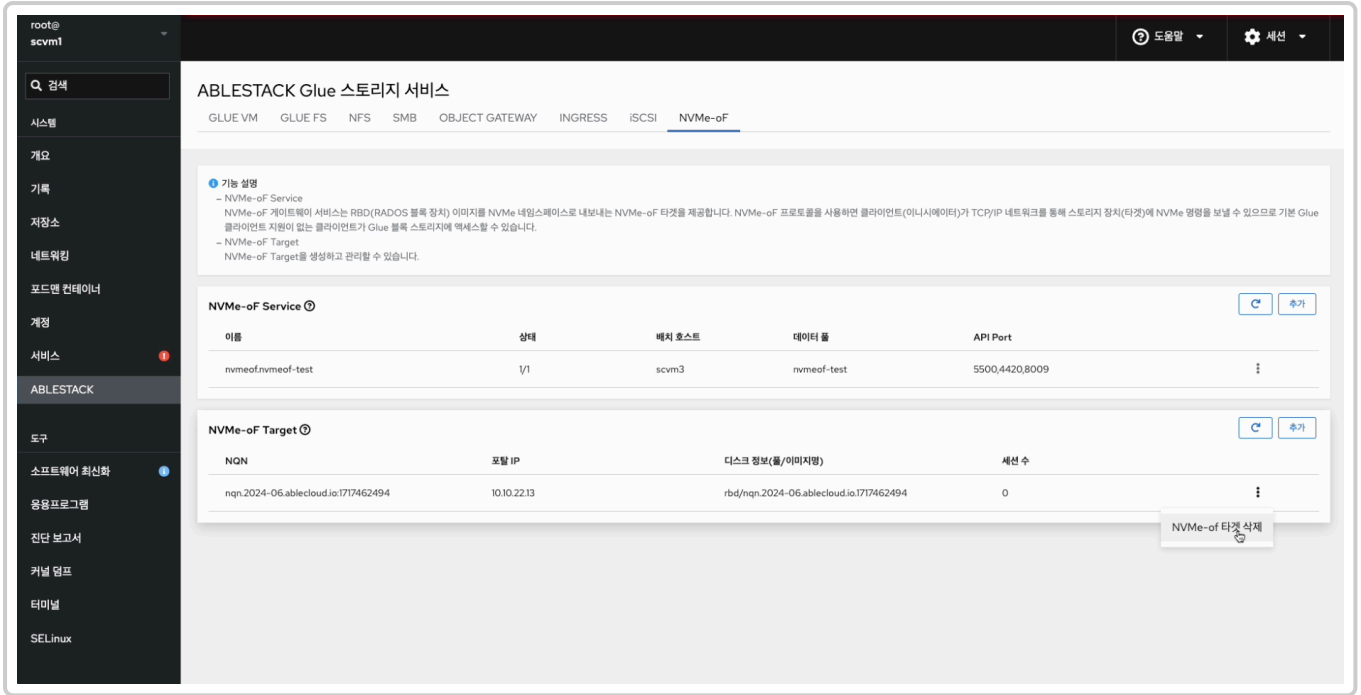 root@
scvm1
도움말
세션
검색
시스템
개요
기록
저장소
네트워킹
포드맨 컨테이너
계정
서비스
ABLESTACK
도구
소프트웨어 최신화
응용프로그램
진단 보고서
커널 덤프
터미널
SELinux
ABLESTACK Glue 스토리지 서비스
GLUE VM GLUE FS NFS SMB OBJECT GATEWAY INGRESS iSCSI NVMe-oF
기능 설명
– NVMe-oF Service
NVMe-oF 게이트웨이 서비스는 RBD(RADOS 블록 장치) 이미지를 NVMe 네임스페이스로 내보내는 NVMe-oF 타겟을 제공합니다. NVMe-oF 프로토콜을 사용하면 클라이언트(이니시에이터)가 TCP/IP 네트워크를 통해 스토리지 장치(타겟)에 NVMe 명령을 보낼 수 있으므로 기본 Glue
클라이언트 지원이 없는 클라이언트가 Glue 블록 스토리지에 액세스할 수 있습니다.
– NVMe-oF Target
NVMe-oF Target을 생성하고 관리할 수 있습니다.
NVMe-oF Service
추가
이름 상태 배치 호스트 데이터 풀 API Port
nvmeof.nvmeof-test 1/1 scvm3 nvmeof-test 5500,4420,8009
NVMe-oF Target
추가
NQN 포탈 IP 디스크 정보(풀/이미지명) 세션 수
nqn.2024-06.ablecloud.io:1717462494 10.10.22.13 rbd/nqn.2024-06.ablecloud.io.1717462494 0
NVMe-of 타겟 삭제